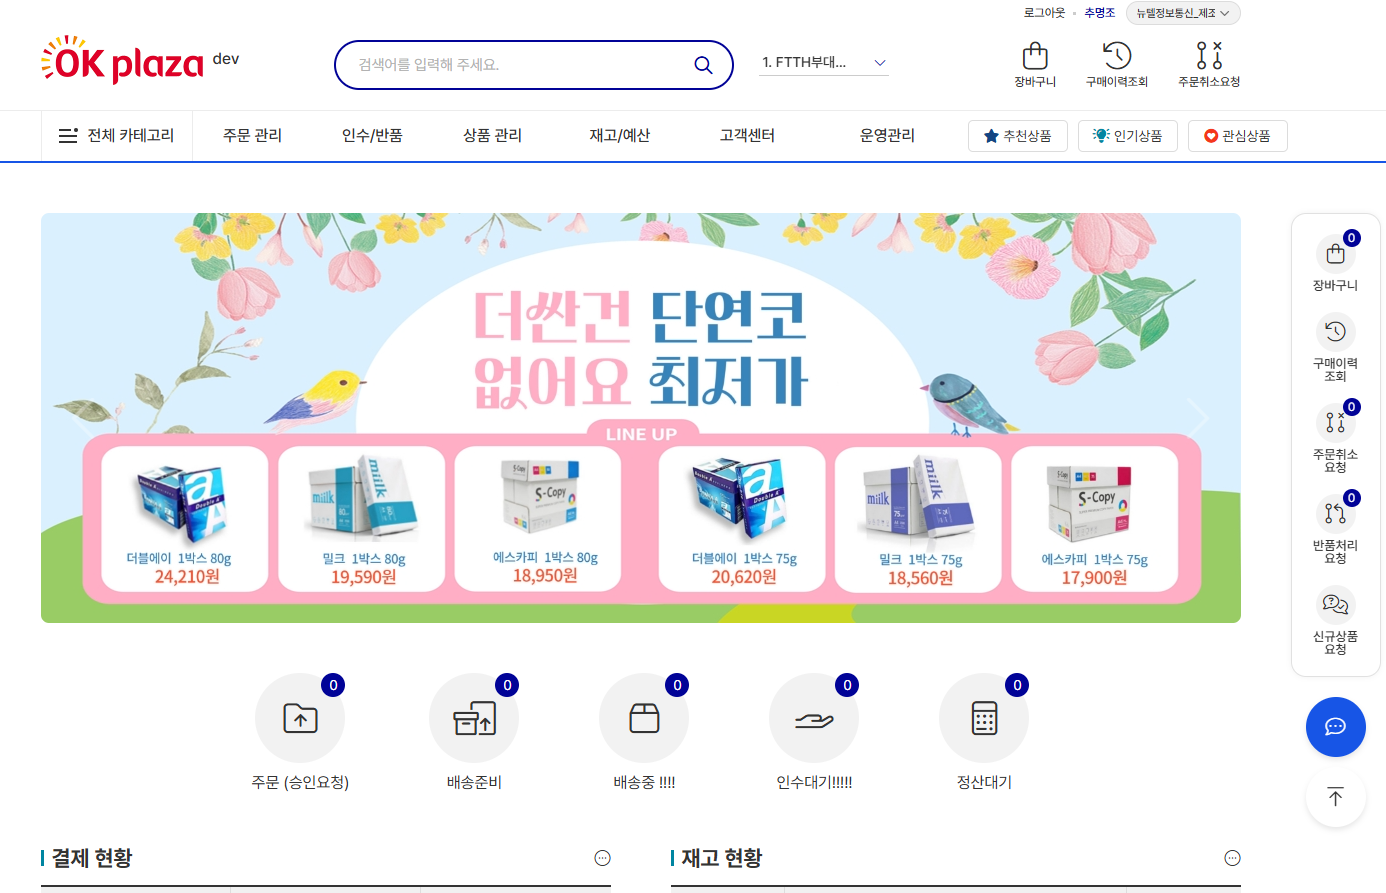 로그아웃
추명조
뉴텔정보통신_제조
OK plaza dev
검색어를 입력해 주세요.
1. FTTH부대...
장바구니
구매이력조회
주문취소요청
전체 카테고리
주문 관리
인수/반품
상품 관리
재고/예산
고객센터
운영관리
추천상품
인기상품
관심상품
더싼건 단연코
없어요 최저가
LINE UP
더블에이 1박스 80g
24,210원
밀크 1박스 80g
19,590원
에스카피 1박스 80g
18,950원
더블에이 1박스 75g
20,620원
밀크 1박스 75g
18,560원
에스카피 1박스 75g
17,900원
0
장바구니
구매이력
조회
0
주문취소
요청
0
반품처리
요청
신규상품
요청
0
주문 (승인요청)
0
배송준비
0
배송중 !!!!
0
인수대기!!!!!
0
정산대기
결제 현황
재고 현황